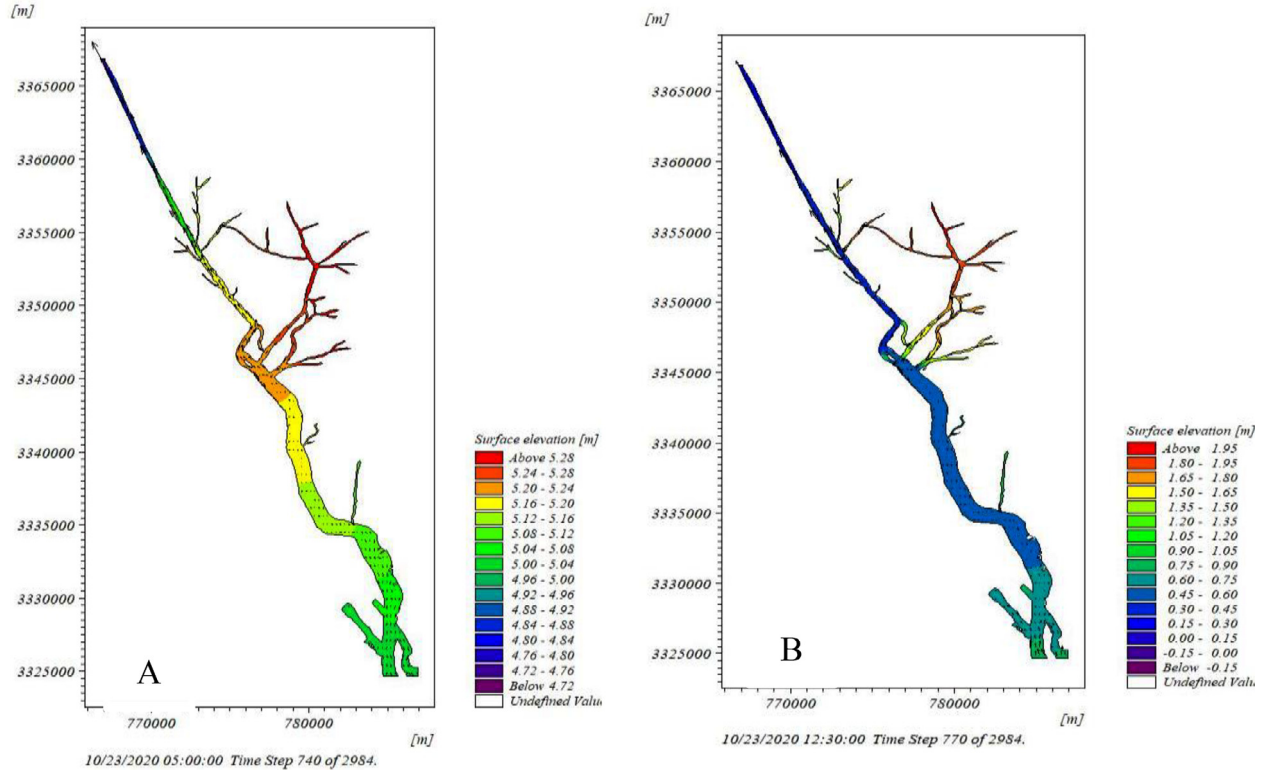 [m]
3365000
3360000
3355000
3350000
3345000
3340000
3335000
3330000
3325000
770000
780000
[m]
A
Surface elevation [m]
Above 5.28
5.24 - 5.28
5.20 - 5.24
5.16 - 5.20
5.12 - 5.16
5.08 - 5.12
5.04 - 5.08
5.00 - 5.04
4.96 - 5.00
4.92 - 4.96
4.88 - 4.92
4.84 - 4.88
4.80 - 4.84
4.76 - 4.80
4.72 - 4.76
Below 4.72
Undefined Valu
10/23/2020 05:00:00 Time Step 740 of 2984.
[m]
3365000
3360000
3355000
3350000
3345000
3340000
3335000
3330000
3325000
770000
780000
[m]
B
Surface elevation [m]
Above 1.95
1.80 - 1.95
1.65 - 1.80
1.50 - 1.65
1.35 - 1.50
1.20 - 1.35
1.05 - 1.20
0.90 - 1.05
0.75 - 0.90
0.60 - 0.75
0.45 - 0.60
0.30 - 0.45
0.15 - 0.30
0.00 - 0.15
-0.15 - 0.00
Below -0.15
Undefined Valu
10/23/2020 12:30:00 Time Step 770 of 2984.